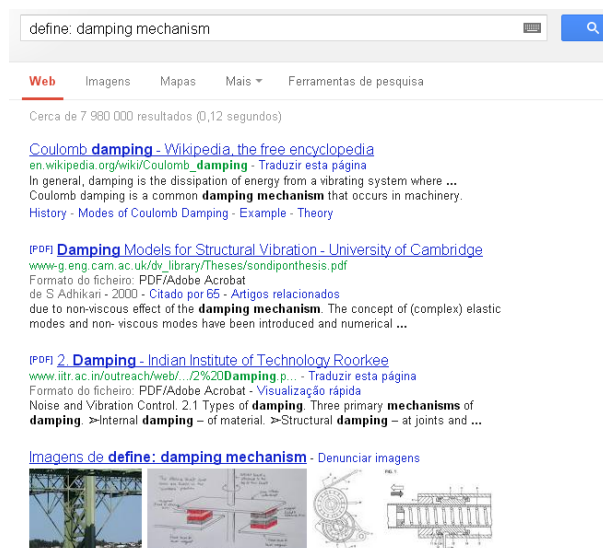 define: damping mechanism
Web Imagens Mapas Mais Ferramentas de pesquisa
Cerca de 7 980 000 resultados (0,12 segundos)
Coulomb damping - Wikipedia, the free encyclopedia
en.wikipedia.org/wiki/Coulomb_damping - Traduzir esta página
In general, damping is the dissipation of energy from a vibrating system where ...
Coulomb damping is a common damping mechanism that occurs in machinery.
History - Modes of Coulomb Damping - Example - Theory
[PDF] Damping Models for Structural Vibration - University of Cambridge
www-g.eng.cam.ac.uk/dv_library/Theses/sondiponthesis.pdf
Formato do ficheiro: PDF/Adobe Acrobat
de S Adhikari - 2000 - Citado por 65 - Artigos relacionados
due to non-viscous effect of the damping mechanism. The concept of (complex) elastic
modes and non- viscous modes have been introduced and numerical ...
[PDF] 2. Damping - Indian Institute of Technology Roorkee
www.iitr.ac.in/outreach/web/.../2%20Damping.p... - Traduzir esta página
Formato do ficheiro: PDF/Adobe Acrobat - Visualização rápida
Noise and Vibration Control. 2.1 Types of damping. Three primary mechanisms of
damping. ➢Internal damping – of material. ➢Structural damping – at joints and ...
Imagens de define: damping mechanism - Denunciar imagens
FIG. 1